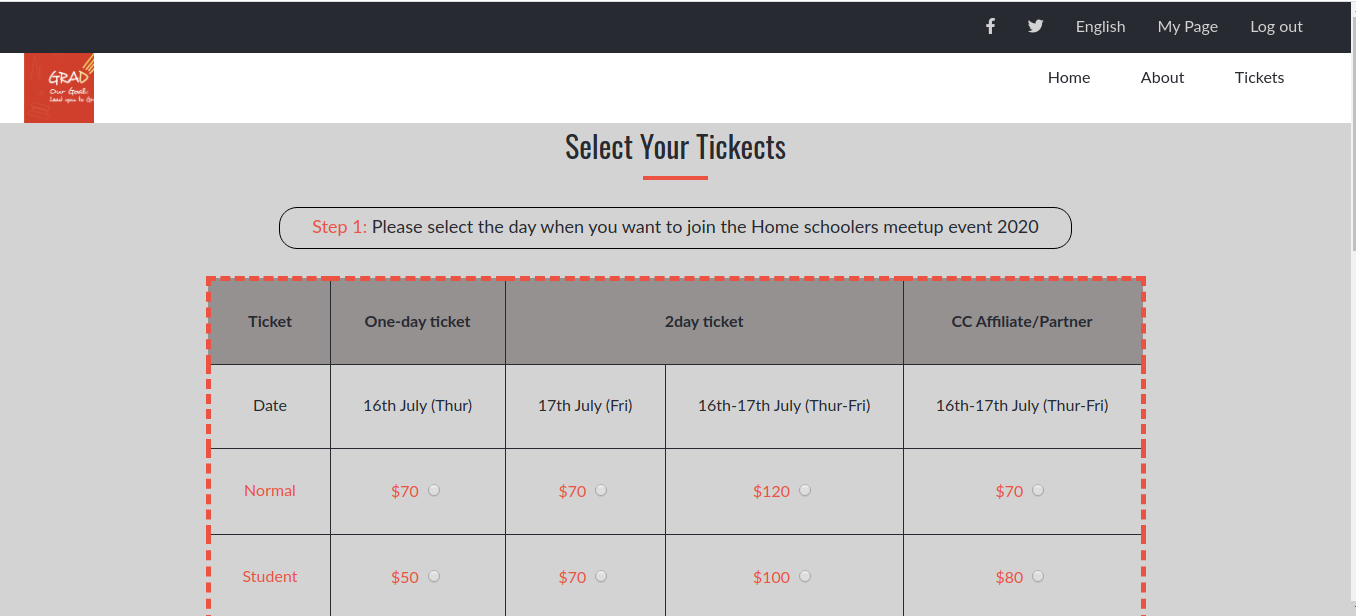 English My Page Log out
GRAD
Our Goal:
Lead you to
Home About Tickets
Select Your Tickects
Step 1: Please select the day when you want to join the Home schoolers meetup event 2020
Ticket One-day ticket 2day ticket CC Affiliate/Partner
Date 16th July (Thur) 17th July (Fri) 16th-17th July (Thur-Fri) 16th-17th July (Thur-Fri)
Normal $70 $70 $120 $70
Student $50 $70 $100 $80